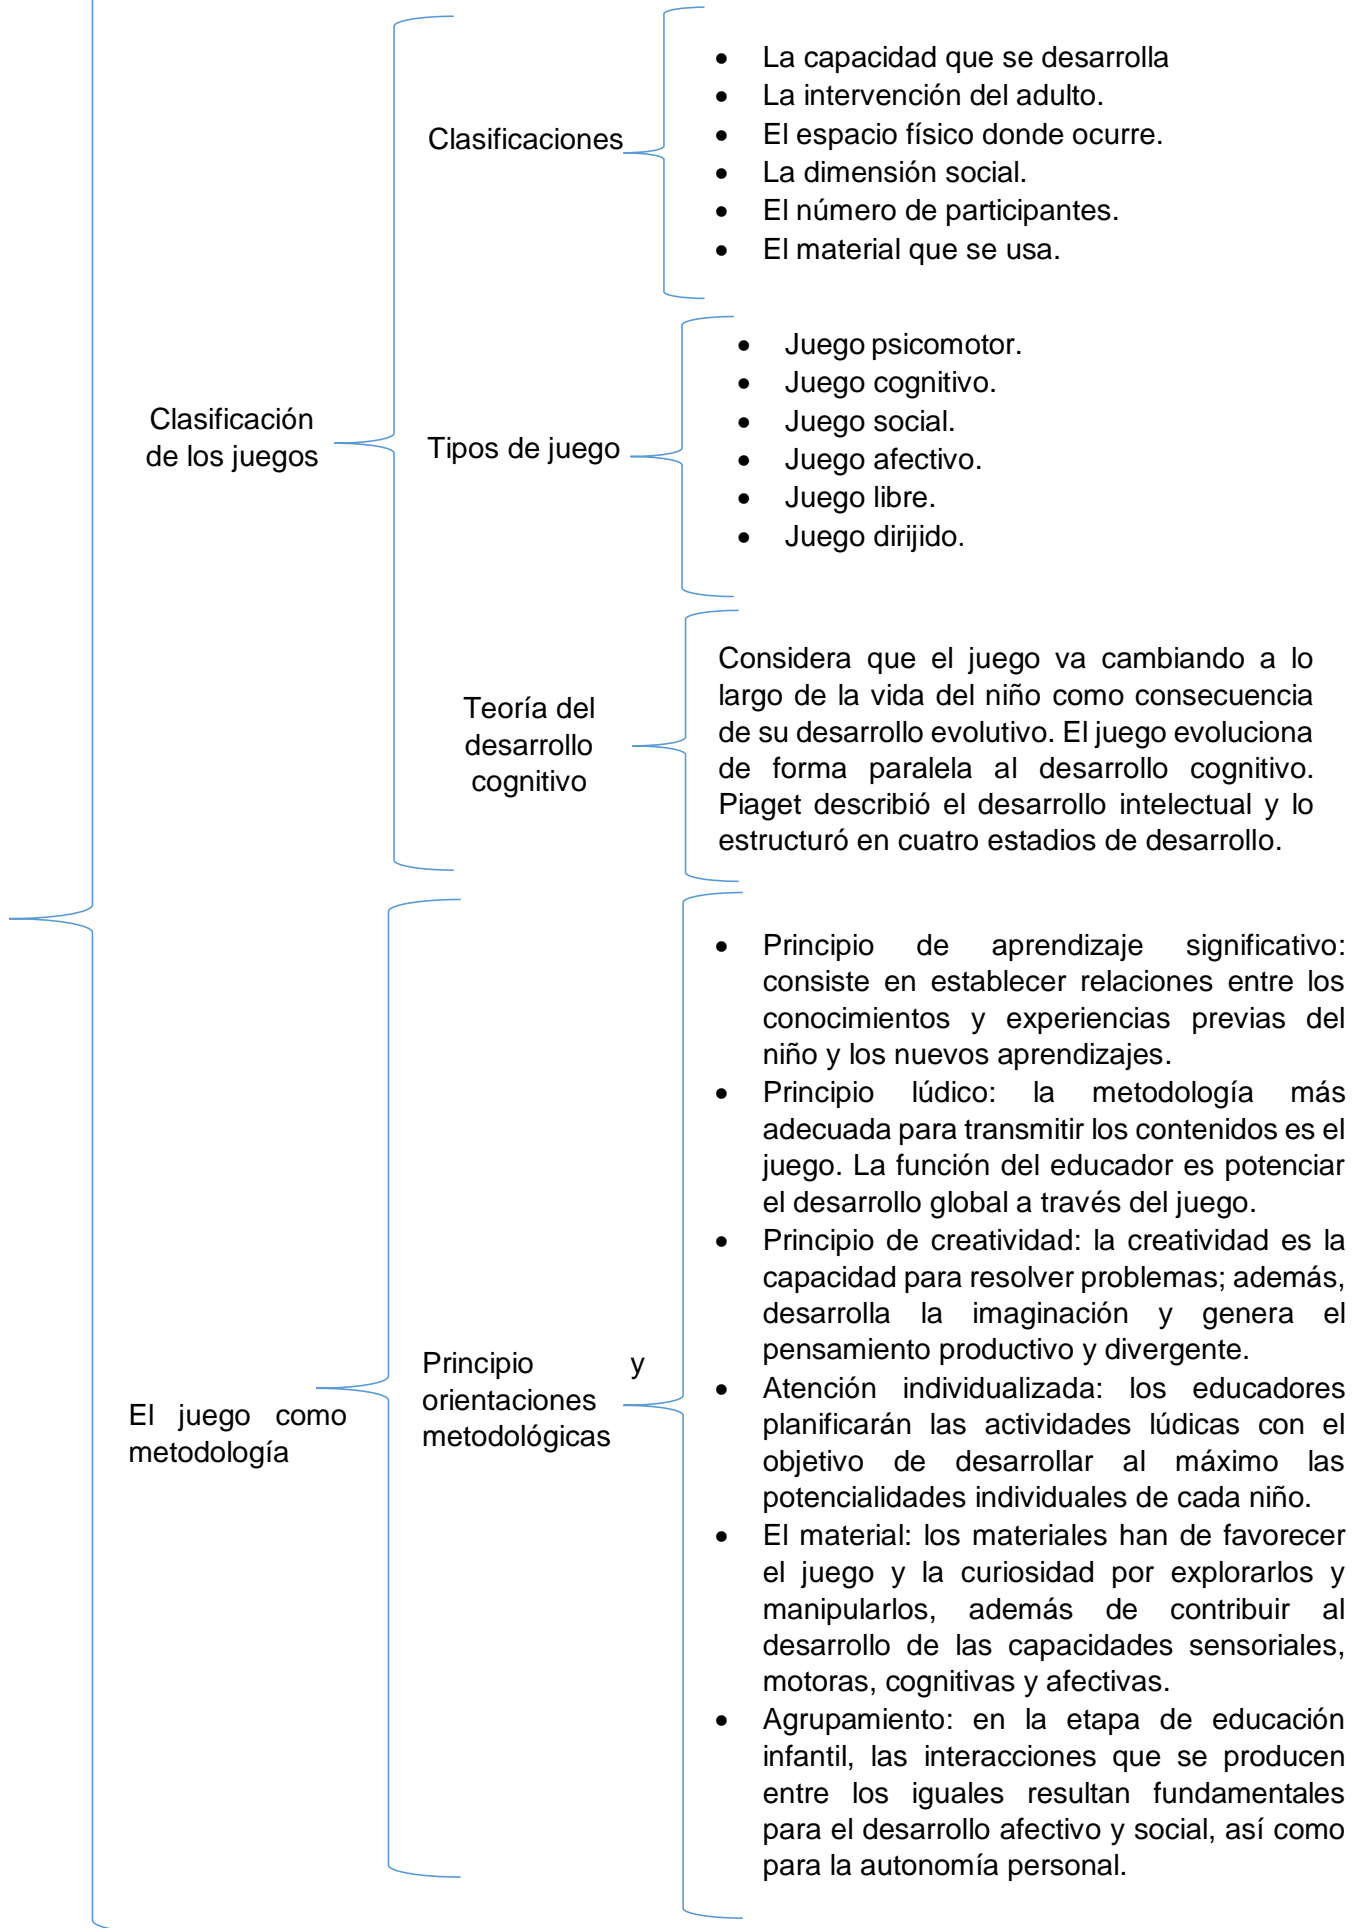 Clasificación
de los juegos
Clasificaciones
• La capacidad que se desarrolla
• La intervención del adulto.
• El espacio físico donde ocurre.
• La dimensión social.
• El número de participantes.
• El material que se usa.
Tipos de juego
• Juego psicomotor.
• Juego cognitivo.
• Juego social.
• Juego afectivo.
• Juego libre.
• Juego dirijido.
Teoría del
desarrollo
cognitivo
Considera que el juego va cambiando a lo
largo de la vida del niño como consecuencia
de su desarrollo evolutivo. El juego evoluciona
de forma paralela al desarrollo cognitivo.
Piaget describió el desarrollo intelectual y lo
estructuró en cuatro estadios de desarrollo.
El juego como
metodología
Principio y
orientaciones
metodológicas
• Principio de aprendizaje significativo:
consiste en establecer relaciones entre los
conocimientos y experiencias previas del
niño y los nuevos aprendizajes.
• Principio lúdico: la metodología más
adecuada para transmitir los contenidos es el
juego. La función del educador es potenciar
el desarrollo global a través del juego.
• Principio de creatividad: la creatividad es la
capacidad para resolver problemas; además,
desarrolla la imaginación y genera el
pensamiento productivo y divergente.
• Atención individualizada: los educadores
planificarán las actividades lúdicas con el
objetivo de desarrollar al máximo las
potencialidades individuales de cada niño.
• El material: los materiales han de favorecer
el juego y la curiosidad por explorarlos y
manipularlos, además de contribuir al
desarrollo de las capacidades sensoriales,
motoras, cognitivas y afectivas.
• Agrupamiento: en la etapa de educación
infantil, las interacciones que se producen
entre los iguales resultan fundamentales
para el desarrollo afectivo y social, así como
para la autonomía personal.